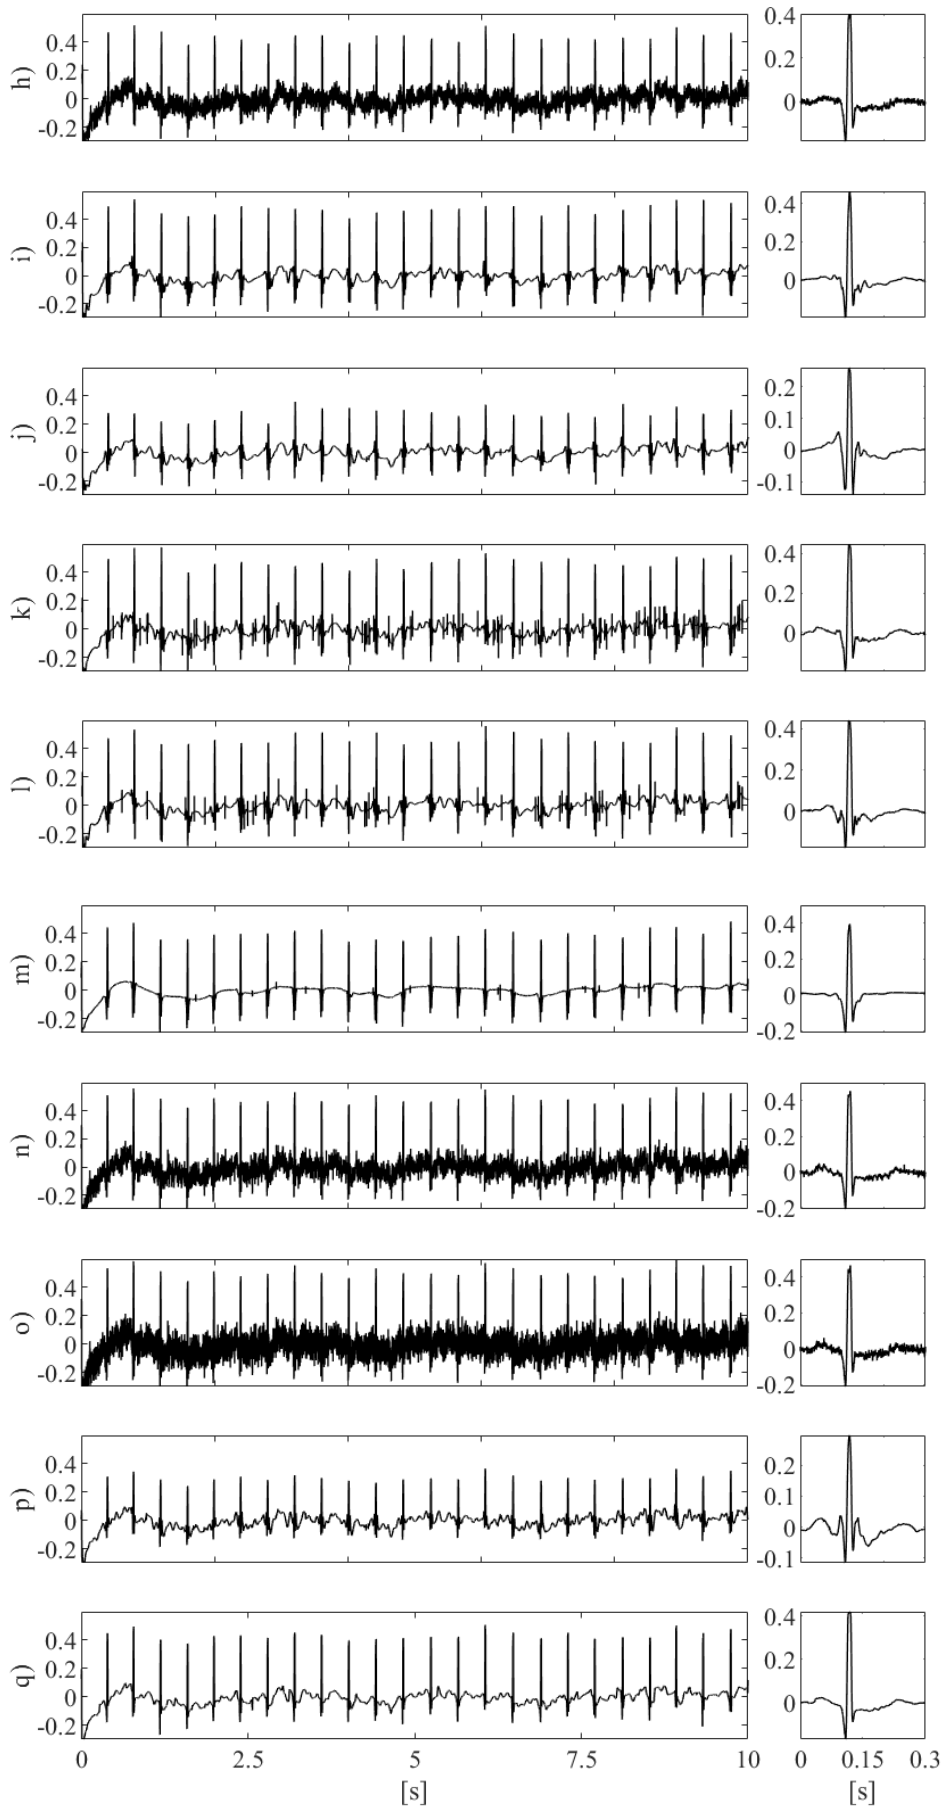 h) 0.4 0.2 0 -0.2 0.4 0.2 0
i) 0.4 0.2 0 -0.2 0.4 0.2 0
j) 0.4 0.2 0 -0.2 0.2 0.1 0 -0.1
k) 0.4 0.2 0 -0.2 0.4 0.2 0
l) 0.4 0.2 0 -0.2 0.4 0.2 0
m) 0.4 0.2 0 -0.2 0.4 0.2 0 -0.2
n) 0.4 0.2 0 -0.2 0.4 0.2 0 -0.2
o) 0.4 0.2 0 -0.2 0.4 0.2 0 -0.2
p) 0.4 0.2 0 -0.2 0.2 0.1 0 -0.1
q) 0.4 0.2 0 -0.2 0.4 0.2 0
0 2.5 5 7.5 10 0 0.15 0.3
[s] [s]